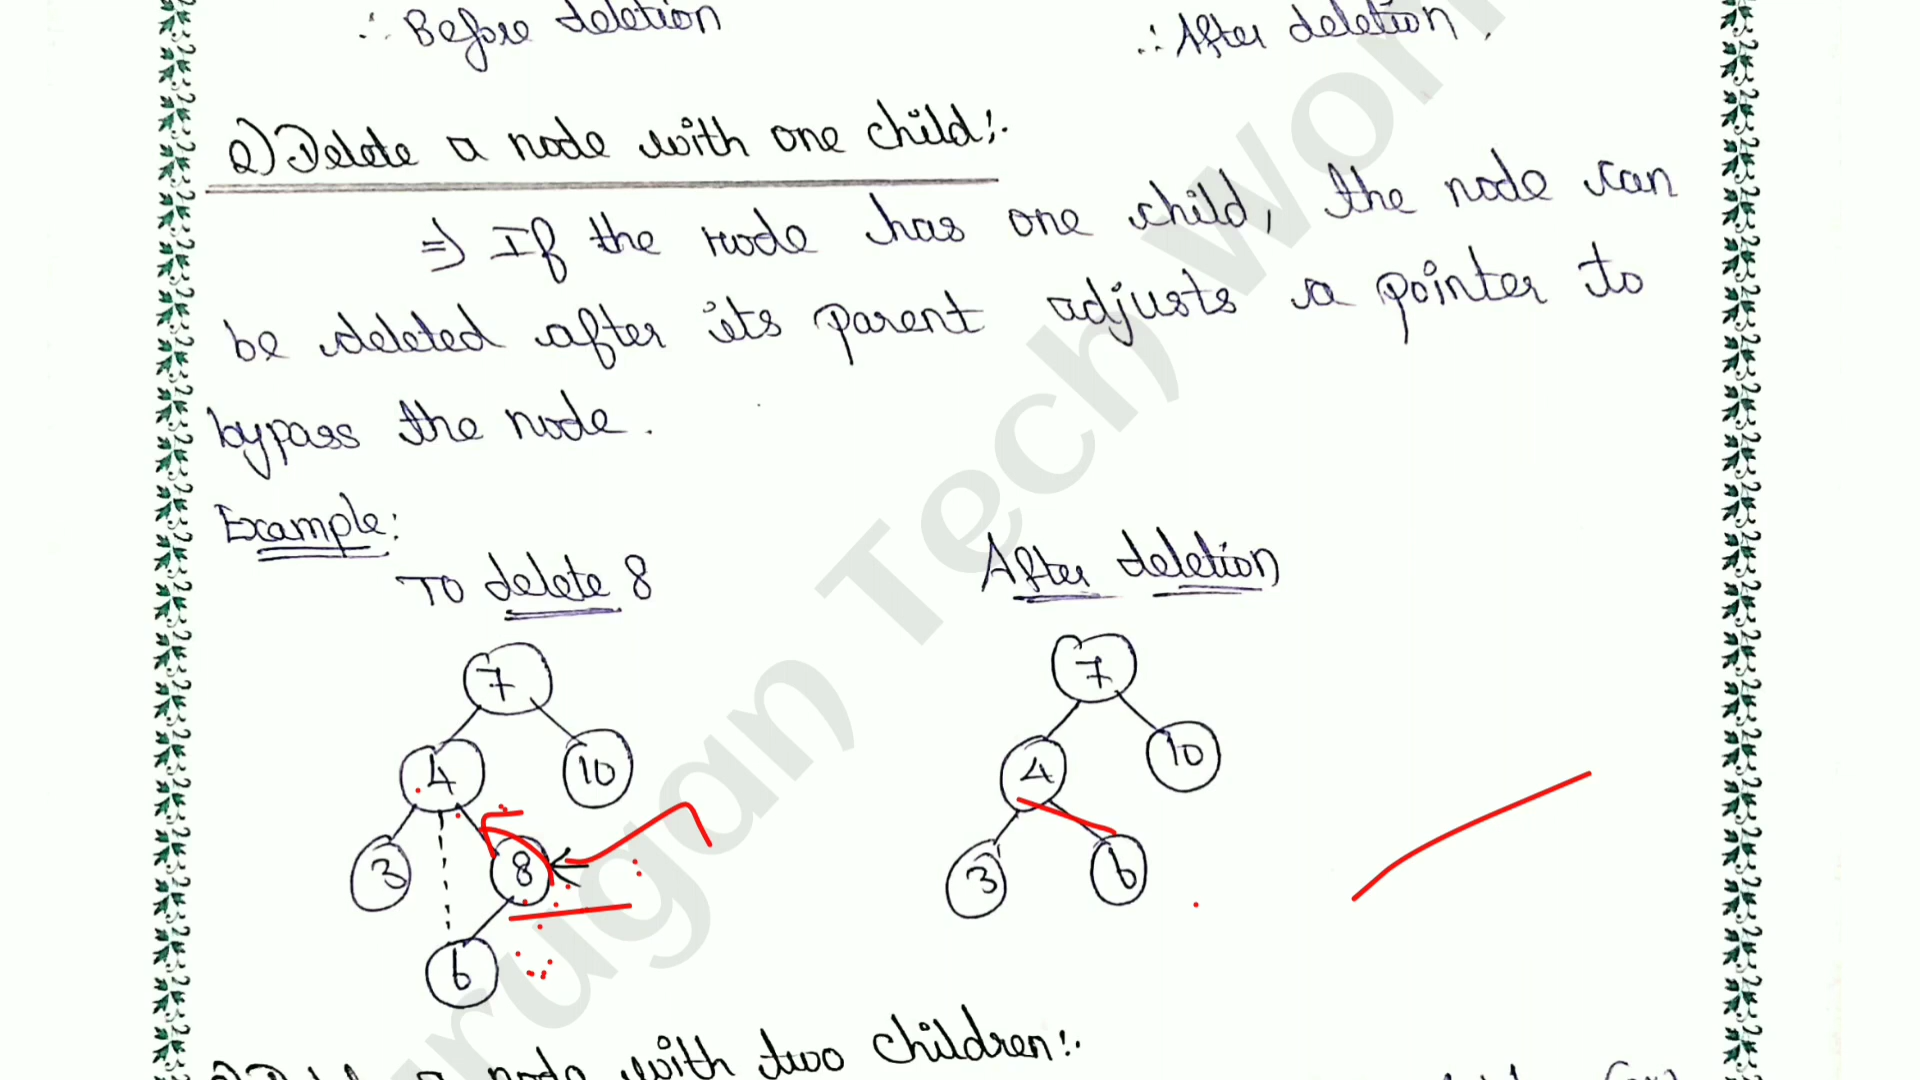 ∴ Before deletion
∴ After deletion.
2) Delete a node with one child:-
⇒ If the node has one child, the node can
be deleted after its parent adjusts a pointer to
bypass the node.
Example:
To delete 8
After deletion
7
4 10
3 8
6
7
4 10
3 6
a node with two children:-
Tech